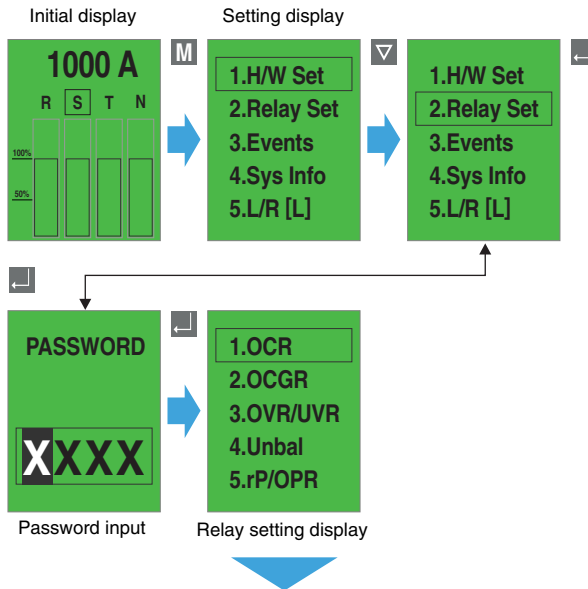 Initial display
Setting display
1000 A
R S T N
100%
50%
M
1.H/W Set
2.Relay Set
3.Events
4.Sys Info
5.L/R [L]
1.H/W Set
2.Relay Set
3.Events
4.Sys Info
5.L/R [L]
PASSWORD
XXXX
Password input
1.OCR
2.OCGR
3.OVR/UVR
4.Unbal
5.rP/OPR
Relay setting display